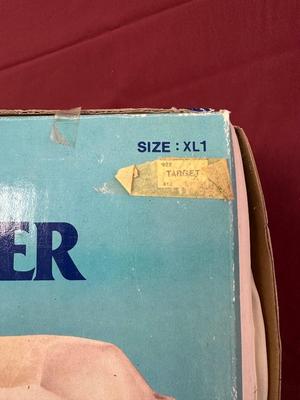 SIZE : XL1
TARGET
ER